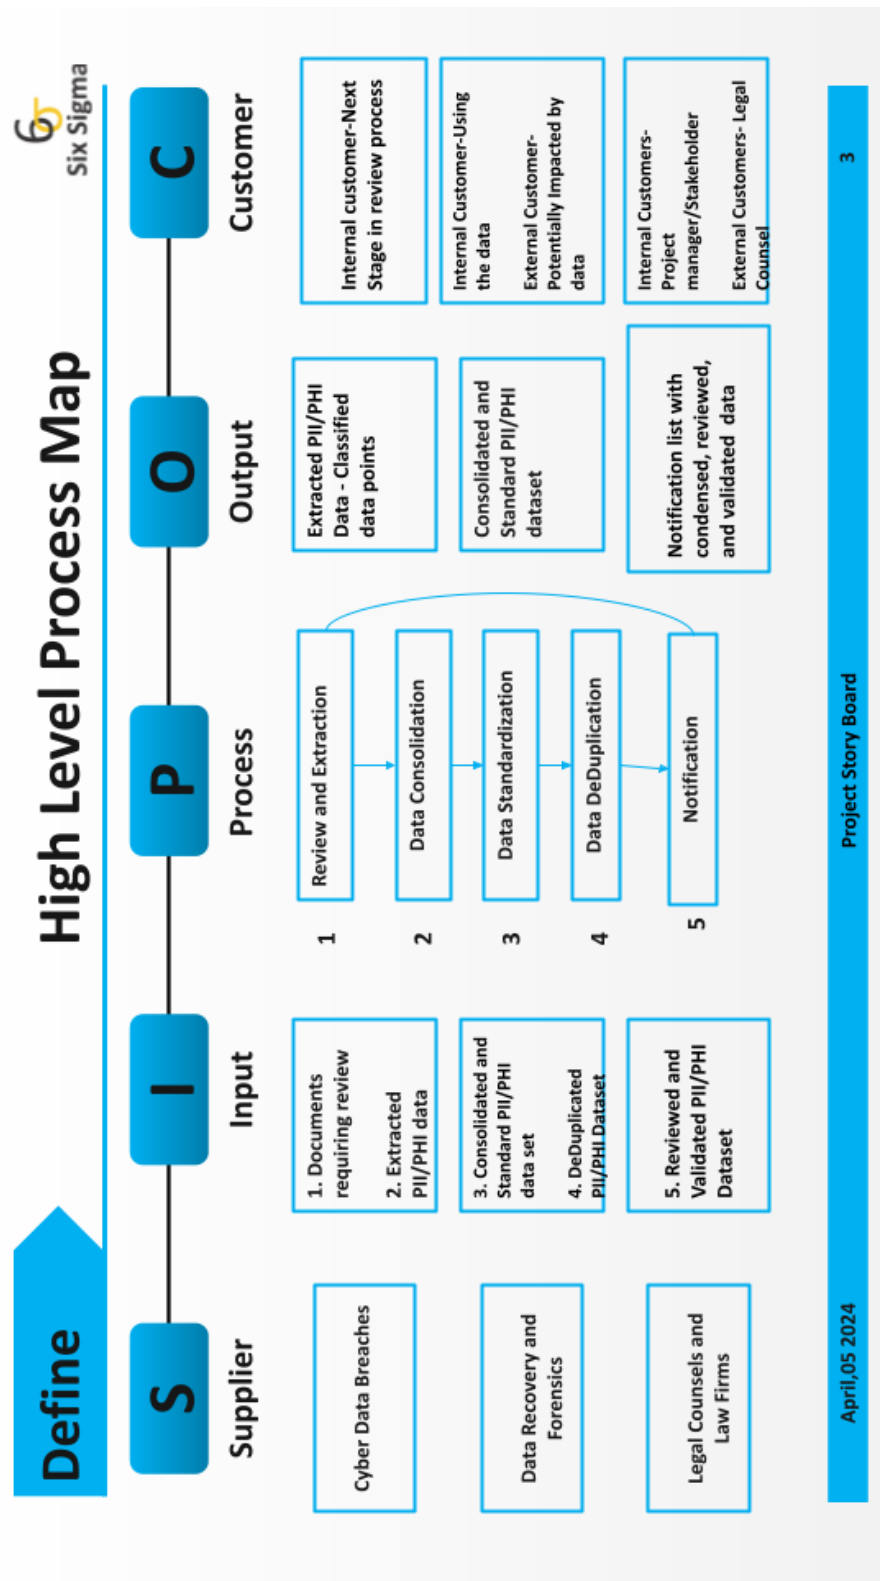 Define
High Level Process Map
6σ
Six Sigma
S
I
P
O
C
Supplier
Input
Process
Output
Customer
Cyber Data Breaches
Data Recovery and
Forensics
Legal Counsels and
Law Firms
1. Documents
requiring review
2. Extracted
PII/PHI data
3. Consolidated and
Standard PII/PHI
data set
4. DeDuplicated
PII/PHI Dataset
5. Reviewed and
Validated PII/PHI
Dataset
1
Review and Extraction
2
Data Consolidation
3
Data Standardization
4
Data DeDuplication
5
Notification
Extracted PII/PHI
Data - Classified
data points
Consolidated and
Standard PII/PHI
dataset
Notification list with
condensed, reviewed,
and validated data
Internal customer-Next
Stage in review process
Internal Customer-Using
the data
External Customer-
Potentially Impacted by
data
Internal Customers-
Project
manager/Stakeholder
External Customers- Legal
Counsel
April,05 2024
Project Story Board
3